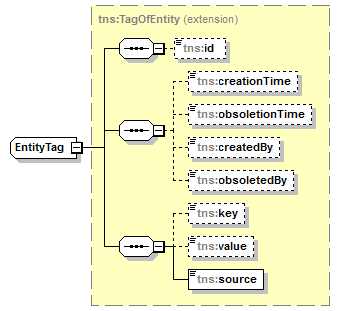 tns:TagOfEntity (extension)
tns:id
tns:creationTime
tns:obsoletionTime
EntityTag
tns:createdBy
tns:obsoletedBy
tns:key
tns:value
tns:source